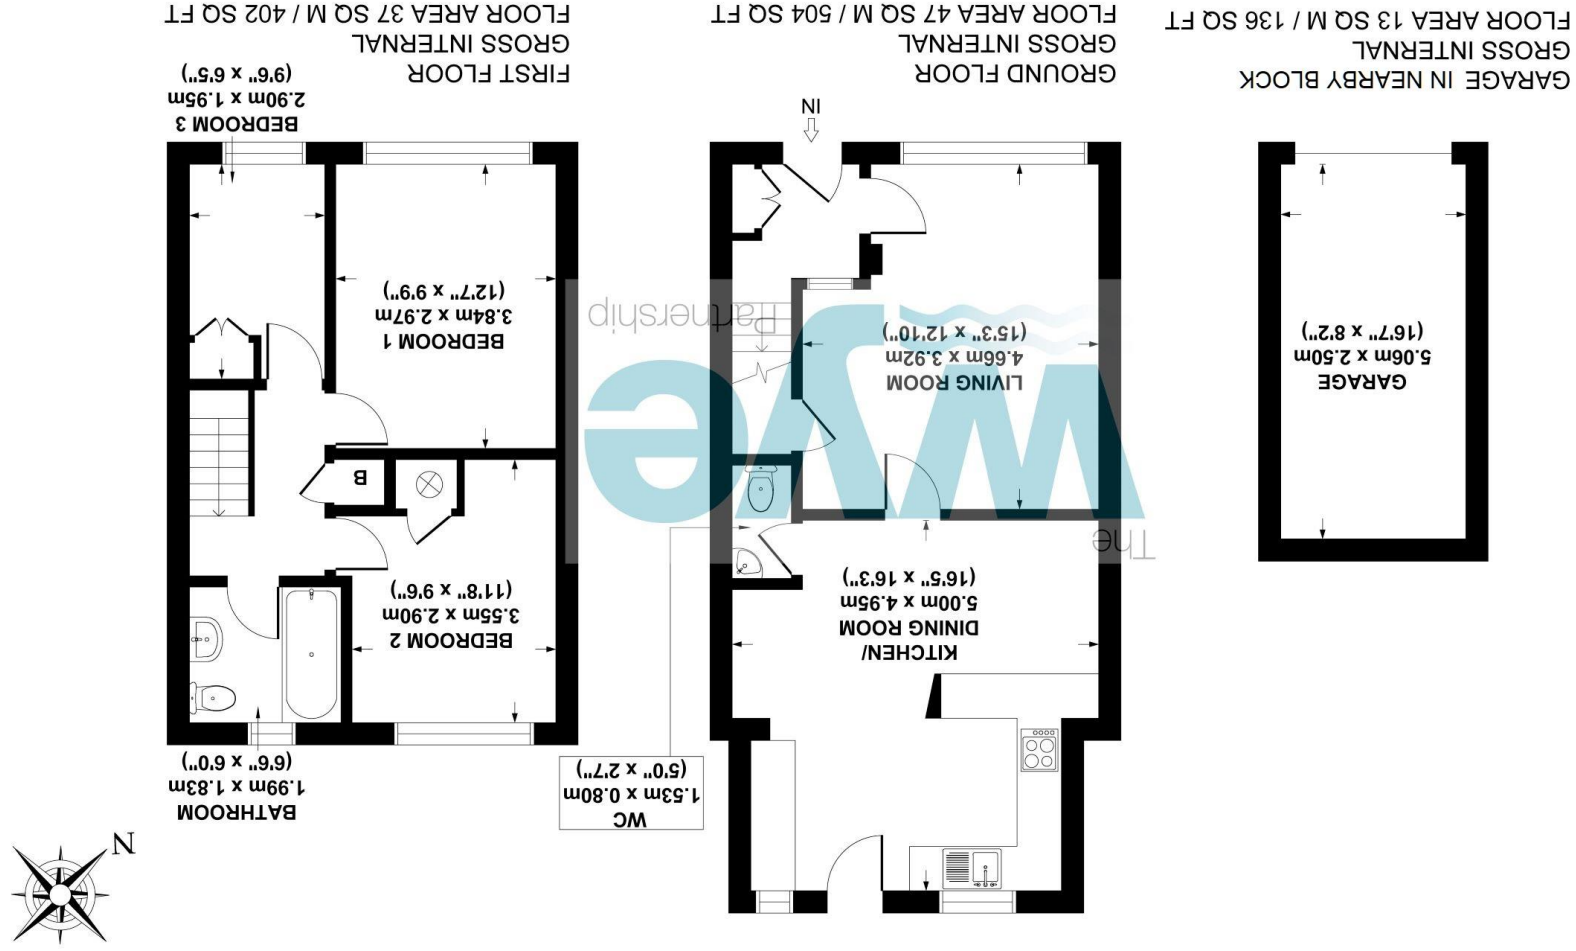 GARAGE IN NEARBY BLOCK
GROSS INTERNAL
FLOOR AREA 13 SQ M / 136 SQ FT
GROUND FLOOR
GROSS INTERNAL
FLOOR AREA 47 SQ M / 504 SQ FT
FIRST FLOOR
GROSS INTERNAL
FLOOR AREA 37 SQ M / 402 SQ FT
IN
BEDROOM 3
2.90m x 1.95m
(9'6" x 6'5")
BEDROOM 1
3.84m x 2.97m
(12'7" x 9'9")
LIVING ROOM
4.66m x 3.92m
(15'3" x 12'10")
GARAGE
5.06m x 2.50m
(16'7" x 8'2")
The
wye
Partnership
B
BEDROOM 2
3.55m x 2.90m
(11'8" x 9'6")
KITCHEN/
DINING ROOM
5.00m x 4.95m
(16'5" x 16'3")
WC
1.53m x 0.80m
(5'0" x 2'7")
BATHROOM
1.99m x 1.83m
(6'6" x 6'0")
N